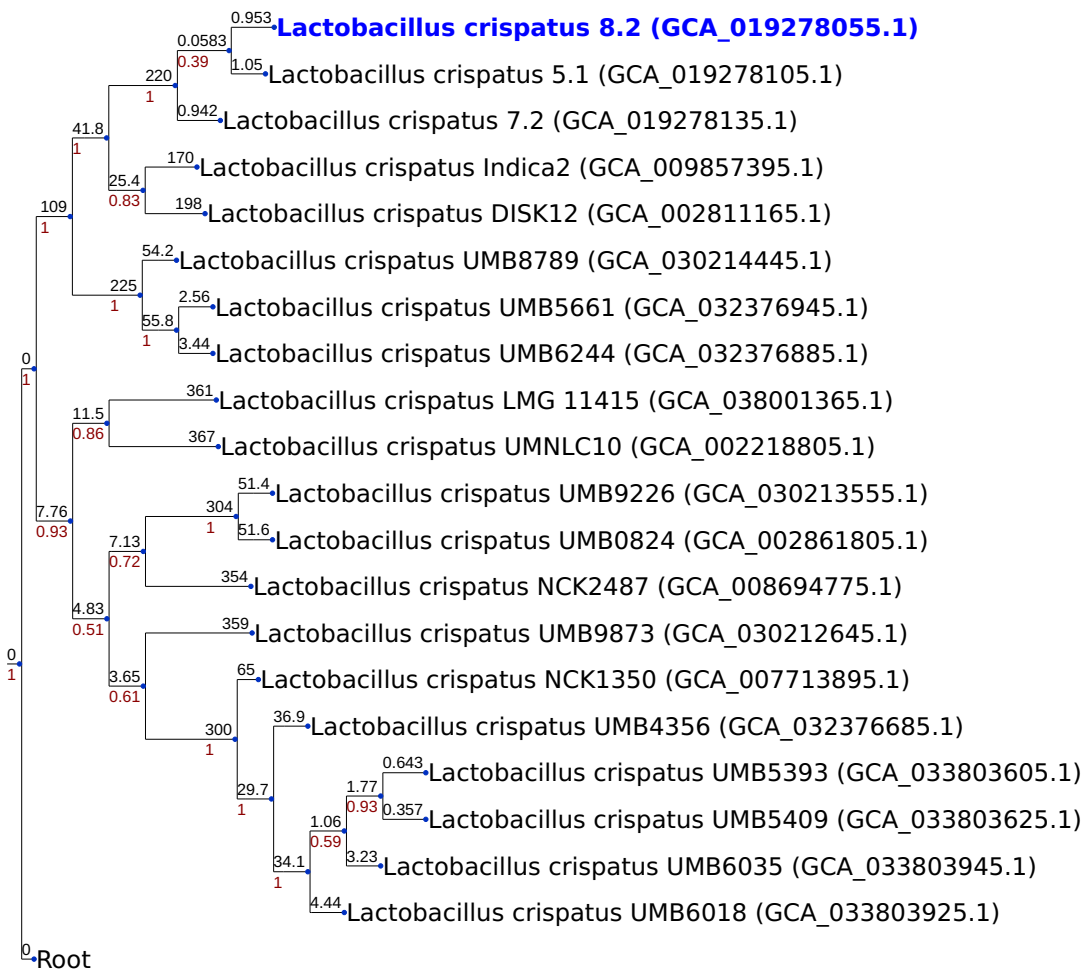 0.953
Lactobacillus crispatus 8.2 (GCA_019278055.1)
0.0583
0.39
1.05
Lactobacillus crispatus 5.1 (GCA_019278105.1)
220
1
0.942
Lactobacillus crispatus 7.2 (GCA_019278135.1)
41.8
1
170
Lactobacillus crispatus Indica2 (GCA_009857395.1)
25.4
0.83
198
Lactobacillus crispatus DISK12 (GCA_002811165.1)
109
1
54.2
Lactobacillus crispatus UMB8789 (GCA_030214445.1)
225
1
2.56
Lactobacillus crispatus UMB5661 (GCA_032376945.1)
55.8
1
3.44
Lactobacillus crispatus UMB6244 (GCA_032376885.1)
0
1
361
Lactobacillus crispatus LMG 11415 (GCA_038001365.1)
11.5
0.86
367
Lactobacillus crispatus UMNLC10 (GCA_002218805.1)
7.76
0.93
51.4
Lactobacillus crispatus UMB9226 (GCA_030213555.1)
304
1
51.6
Lactobacillus crispatus UMB0824 (GCA_002861805.1)
7.13
0.72
354
Lactobacillus crispatus NCK2487 (GCA_008694775.1)
4.83
0.51
359
Lactobacillus crispatus UMB9873 (GCA_030212645.1)
0
1
3.65
0.61
65
Lactobacillus crispatus NCK1350 (GCA_007713895.1)
300
1
36.9
Lactobacillus crispatus UMB4356 (GCA_032376685.1)
29.7
1
0.643
Lactobacillus crispatus UMB5393 (GCA_033803605.1)
1.77
0.93
0.357
Lactobacillus crispatus UMB5409 (GCA_033803625.1)
1.06
0.59
3.23
Lactobacillus crispatus UMB6035 (GCA_033803945.1)
34.1
1
4.44
Lactobacillus crispatus UMB6018 (GCA_033803925.1)
0
Root